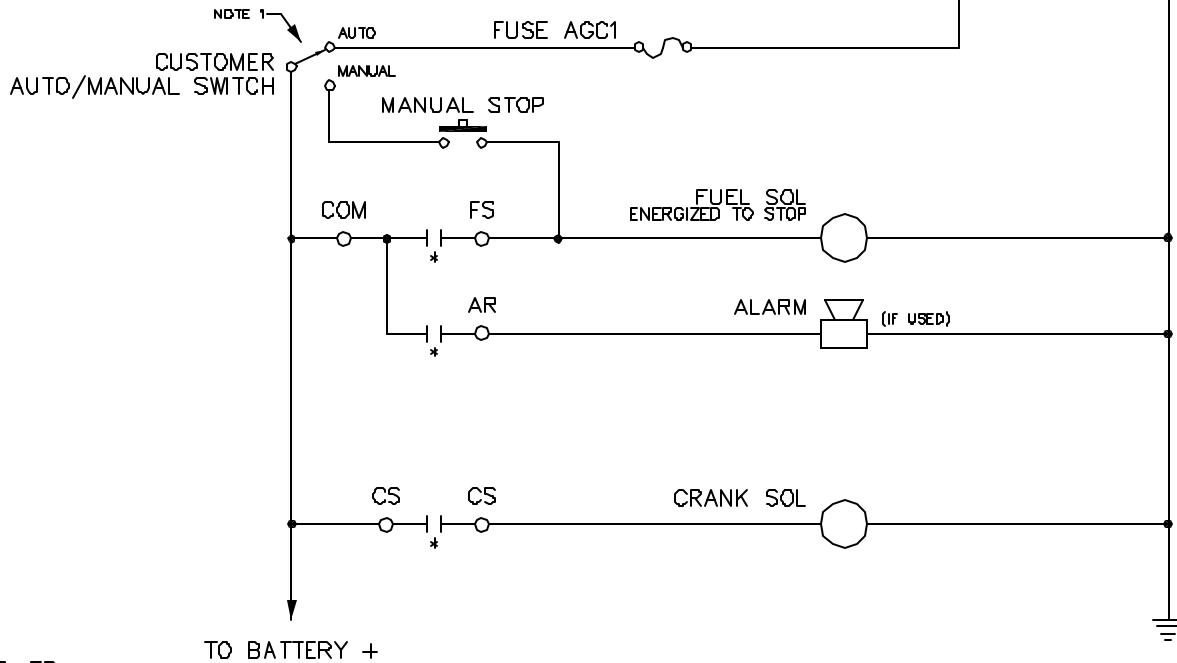 NOTE 1
AUTO
FUSE AGC1
CUSTOMER
AUTO/MANUAL SWITCH
MANUAL
MANUAL STOP
FUEL SOL
ENERGIZED TO STOP
COM
FS
*
AR
ALARM
(IF USED)
*
CS
CS
CRANK SOL
*
TO BATTERY +